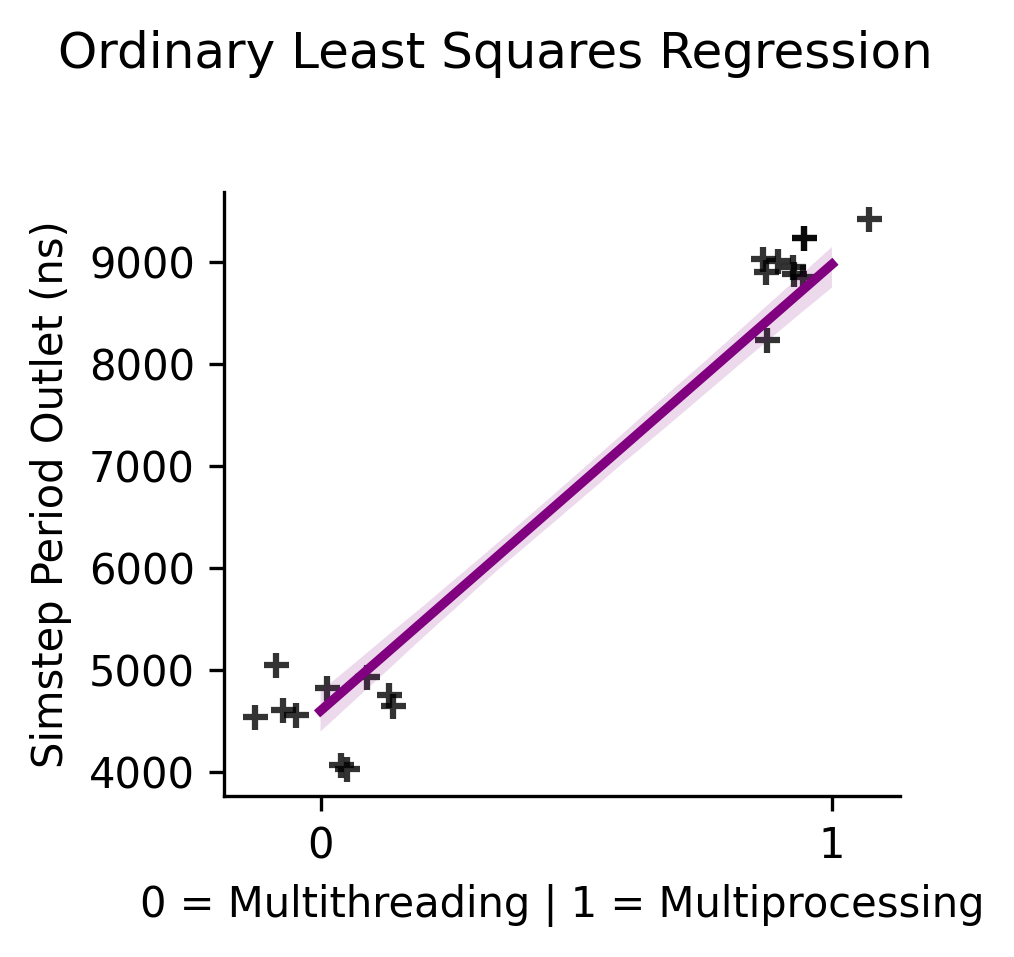 Ordinary Least Squares Regression
Simstep Period Outlet (ns)
9000
8000
7000
6000
5000
4000
0
1
0 = Multithreading | 1 = Multiprocessing